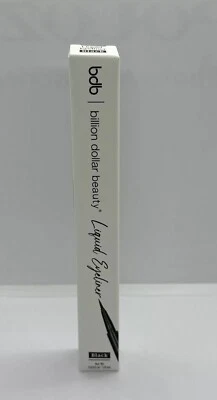 bdb | billion dollar beauty®
Liquid Eyeliner
Black